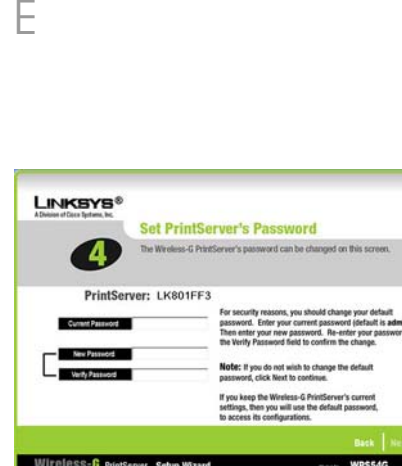 E
LINKSYS®
A Division of Cisco Systems, Inc.
Set PrintServer's Password
4
The Wireless-G PrintServer's password can be changed on this screen.
PrintServer: LK801FF3
Current Password
New Password
Verify Password
For security reasons, you should change your default
password. Enter your current password (default is adm
Then enter your new password. Re-enter your passwor
the Verify Password field to confirm the change.
Note: If you do not wish to change the default
password, click Next to continue.
If you keep the Wireless-G PrintServer's current
settings, then you will use the default password,
to access its configurations.
Back Ne
Wireless-G PrintServer Setup Wizard WPS54G